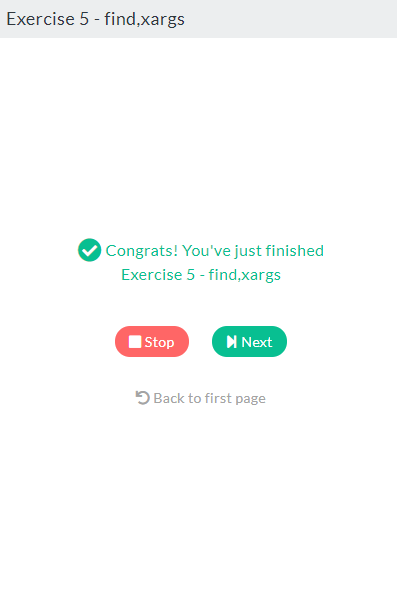 Exercise 5 - find,xargs
Congrats! You've just finished
Exercise 5 - find,xargs
Stop
Next
Back to first page